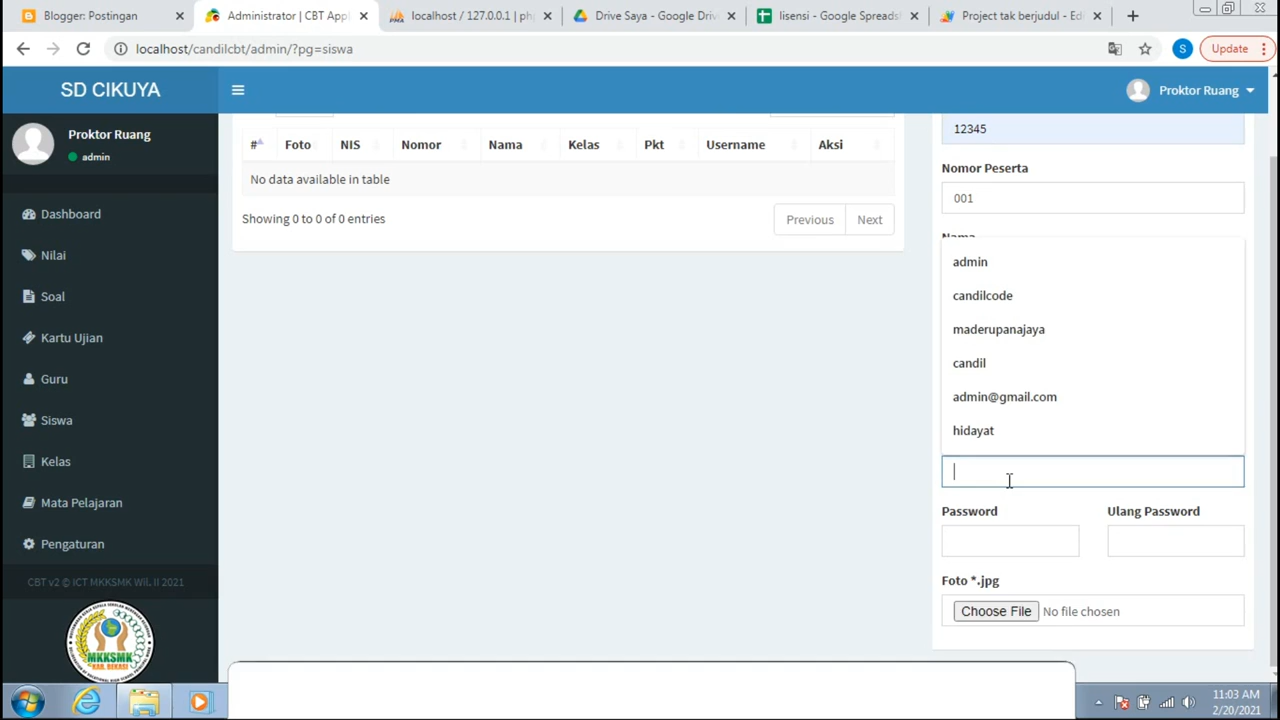 Blogger: Postingan
Administrator | CBT Appl
localhost / 127.0.0.1 | ph
Drive Saya - Google Driv
lisensi - Google Spreads
Project tak berjudul - Edi
localhost/candilcbt/admin/?pg=siswa
S
Update
SD CIKUYA
Proktor Ruang
Proktor Ruang
admin
Dashboard
Nilai
Soal
Kartu Ujian
Guru
Siswa
Kelas
Mata Pelajaran
Pengaturan
CBT v2 © ICT MKKSMK Wil. II 2021
MKKSMK
KAB. BEKASI
# Foto NIS Nomor Nama Kelas Pkt Username Aksi
No data available in table
Showing 0 to 0 of 0 entries
Previous Next
12345
Nomor Peserta
001
Nama
admin
candilcode
maderupanajaya
candil
admin@gmail.com
hidayat
Password Ulang Password
Foto *.jpg
Choose File No file chosen
11:03 AM
2/20/2021